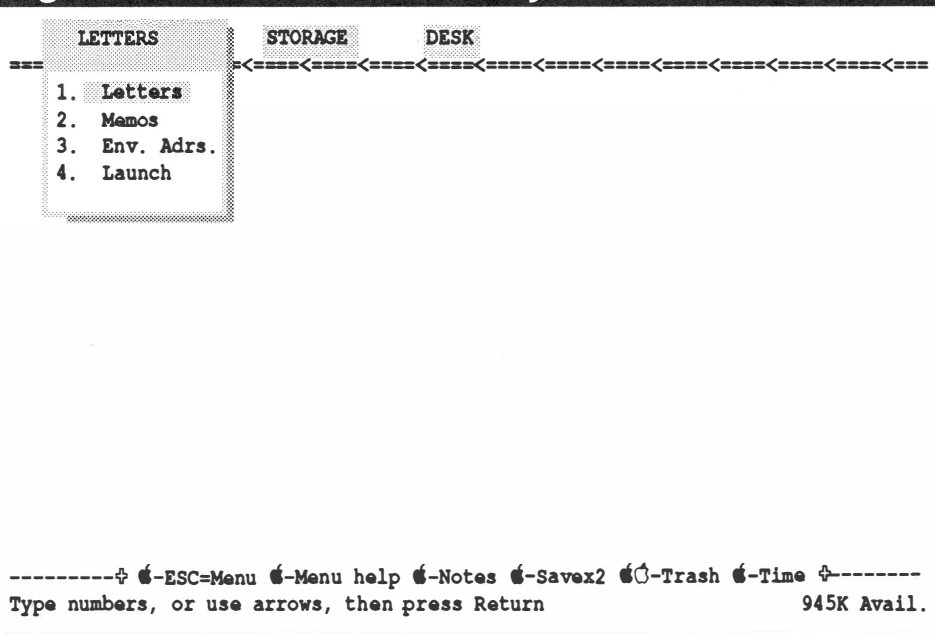 LETTERS STORAGE DESK
===<====<====<====<====<====<====<====<====<====<====<====<===
1. Letters
2. Memos
3. Env. Adrs.
4. Launch
---------✣ -ESC=Menu -Menu help -Notes -Savex2 -Trash -Time ✣--------
Type numbers, or use arrows, then press Return 945K Avail.